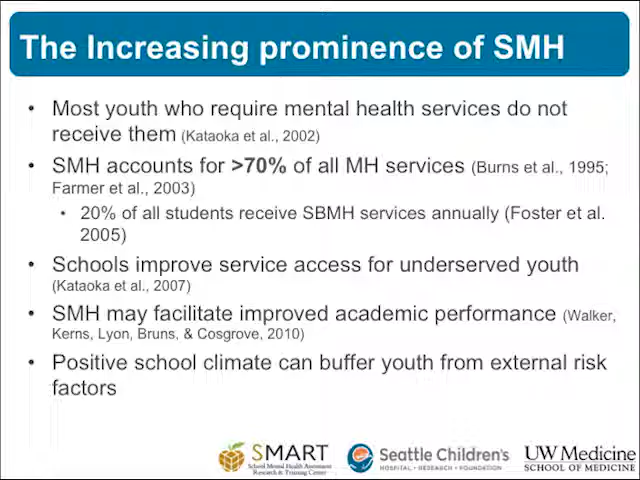 The Increasing prominence of SMH
• Most youth who require mental health services do not
receive them (Kataoka et al., 2002)
• SMH accounts for >70% of all MH services (Burns et al., 1995;
Farmer et al., 2003)
• 20% of all students receive SBMH services annually (Foster et al.
2005)
• Schools improve service access for underserved youth
(Kataoka et al., 2007)
• SMH may facilitate improved academic performance (Walker,
Kerns, Lyon, Bruns, & Cosgrove, 2010)
• Positive school climate can buffer youth from external risk
factors
SMART
School Mental Health Assessment
Research & Training Center
Seattle Children's
HOSPITAL • RESEARCH • FOUNDATION
UW Medicine
SCHOOL OF MEDICINE